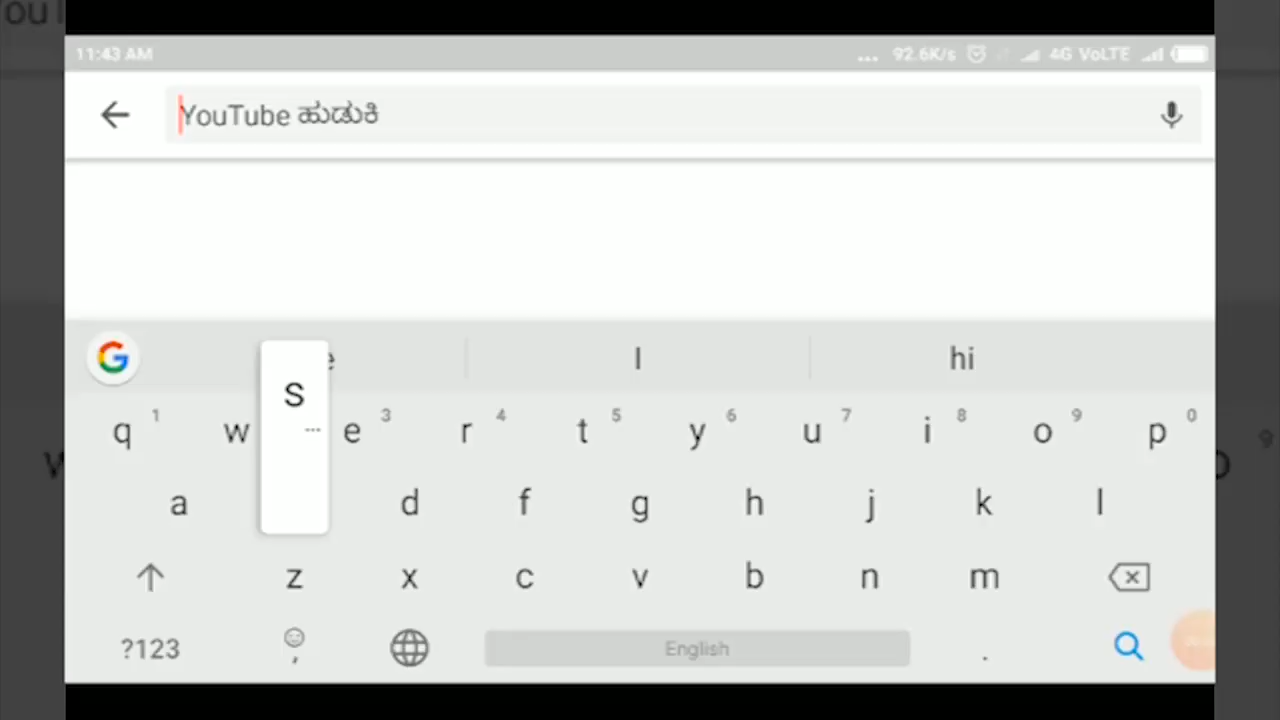 11:43 AM ... 92.6K/s 4G VoLTE
YouTube ಹುಡುಕಿ
I hi
S
q 1 w e 3 r 4 t 5 y 6 u 7 i 8 o 9 p 0
a d f g h j k l
z x c v b n m
?123 , English .